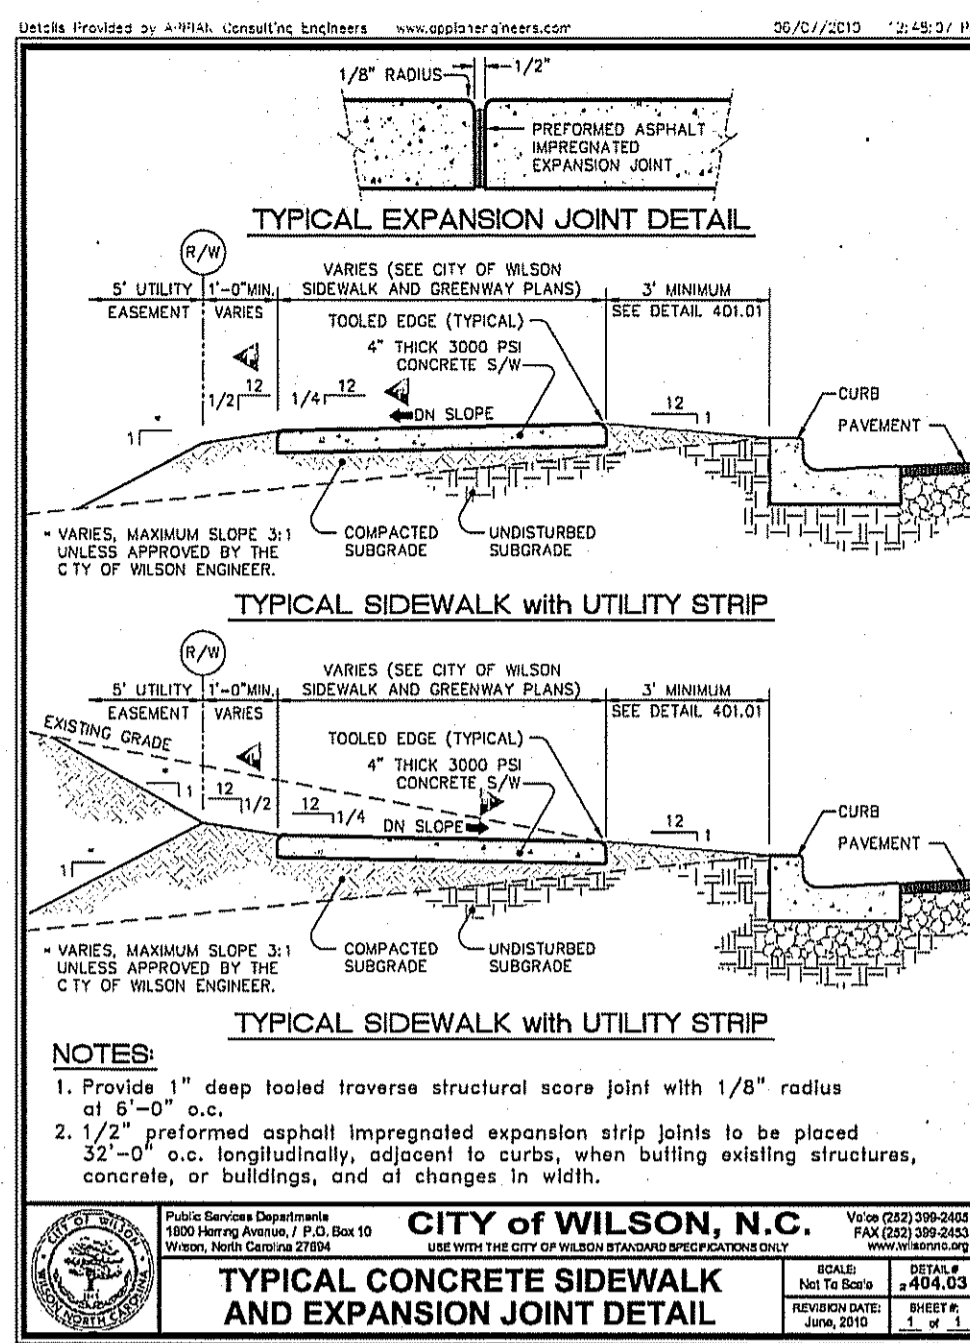 Details Provided by APPIAN Consulting Engineers www.appianengineers.com 06/07/2010
1/8" RADIUS
1/2"
PREFORMED ASPHALT
IMPREGNATED
EXPANSION JOINT
TYPICAL EXPANSION JOINT DETAIL
R/W
5' UTILITY
EASEMENT
1'-0"MIN.
VARIES
VARIES (SEE CITY OF WILSON
SIDEWALK AND GREENWAY PLANS)
3' MINIMUM
SEE DETAIL 401.01
TOOLED EDGE (TYPICAL)
4" THICK 3000 PSI
CONCRETE S/W
12
1/2
12
1/4
DN SLOPE
12
1
CURB
PAVEMENT
*
1
* VARIES, MAXIMUM SLOPE 3:1
UNLESS APPROVED BY THE
C TY OF WILSON ENGINEER.
COMPACTED
SUBGRADE
UNDISTURBED
SUBGRADE
TYPICAL SIDEWALK with UTILITY STRIP
R/W
5' UTILITY
EASEMENT
1'-0"MIN.
VARIES
VARIES (SEE CITY OF WILSON
SIDEWALK AND GREENWAY PLANS)
3' MINIMUM
SEE DETAIL 401.01
EXISTING GRADE
TOOLED EDGE (TYPICAL)
4" THICK 3000 PSI
CONCRETE S/W
*
1
12
1/2
12
1/4
DN SLOPE
12
1
CURB
PAVEMENT
*
1
* VARIES, MAXIMUM SLOPE 3:1
UNLESS APPROVED BY THE
C TY OF WILSON ENGINEER.
COMPACTED
SUBGRADE
UNDISTURBED
SUBGRADE
TYPICAL SIDEWALK with UTILITY STRIP
NOTES:
1. Provide 1" deep tooled traverse structural score joint with 1/8" radius
at 6'-0" o.c.
2. 1/2" preformed asphalt impregnated expansion strip joints to be placed
32'-0" o.c. longitudinally, adjacent to curbs, when butting existing structures,
concrete, or buildings, and at changes in width.
CITY OF WILSON
NORTH CAROLINA
Public Services Departments
1800 Herring Avenue, / P.O. Box 10
Wilson, North Carolina 27894
CITY of WILSON, N.C.
USE WITH THE CITY OF WILSON STANDARD SPECIFICATIONS ONLY
Voice (252) 399-2405
FAX (252) 399-2453
www.wilsonnc.org
TYPICAL CONCRETE SIDEWALK
AND EXPANSION JOINT DETAIL
SCALE:
Not To Scale
DETAIL #
404.03
REVISION DATE:
June, 2010
SHEET #:
1 of 1